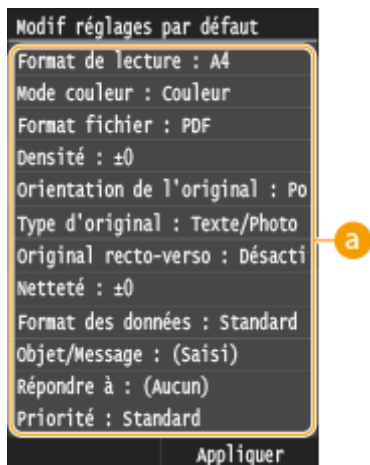 Modif réglages par défaut
Format de lecture : A4
Mode couleur : Couleur
Format fichier : PDF
Densité : ±0
Orientation de l'original : Po
Type d'original : Texte/Photo
Original recto-verso : Désacti
Netteté : ±0
Format des données : Standard
Objet/Message : (Saisi)
Répondre à : (Aucun)
Priorité : Standard
Appliquer
a